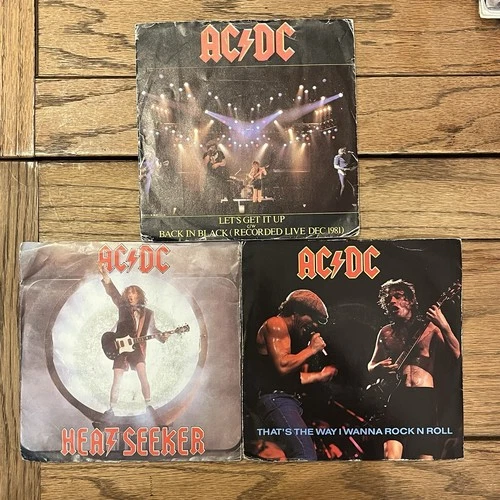 AC⚡DC
LET'S GET IT UP
C/W
BACK IN BLACK (RECORDED LIVE DEC 1981)
AC⚡DC
HEATSEEKER
AC⚡DC
THAT'S THE WAY I WANNA ROCK N ROLL